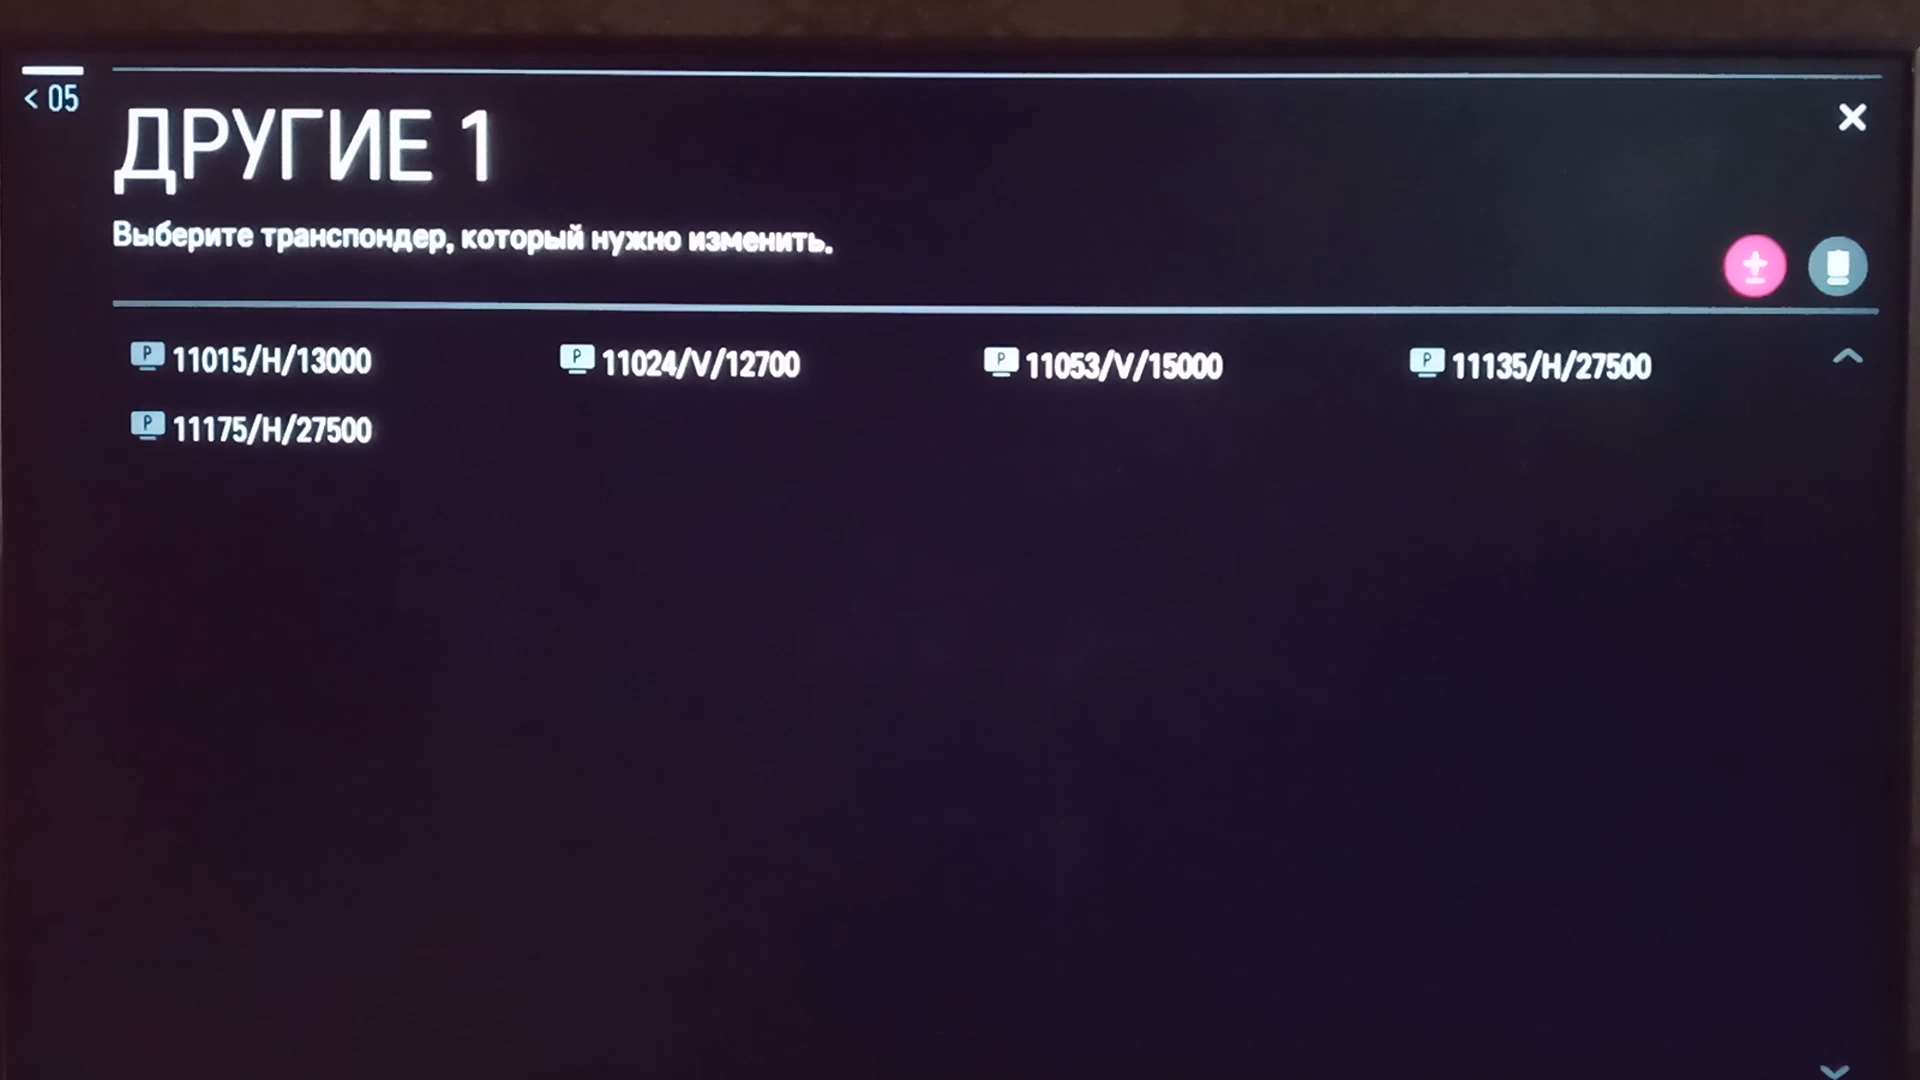 < 05
ДРУГИЕ 1
Выберите транспондер, который нужно изменить.
P 11015/H/13000 P 11024/V/12700 P 11053/V/15000 P 11135/H/27500
P 11175/H/27500